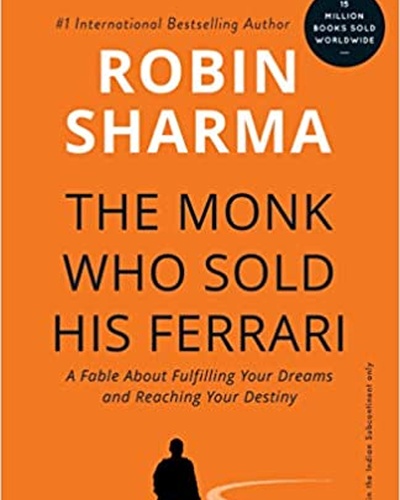 #1 International Bestselling Author
15
MILLION
BOOKS SOLD
WORLDWIDE
ROBIN
SHARMA
THE MONK
WHO SOLD
HIS FERRARI
A Fable About Fulfilling Your Dreams
and Reaching Your Destiny
in the Indian Subcontinent only